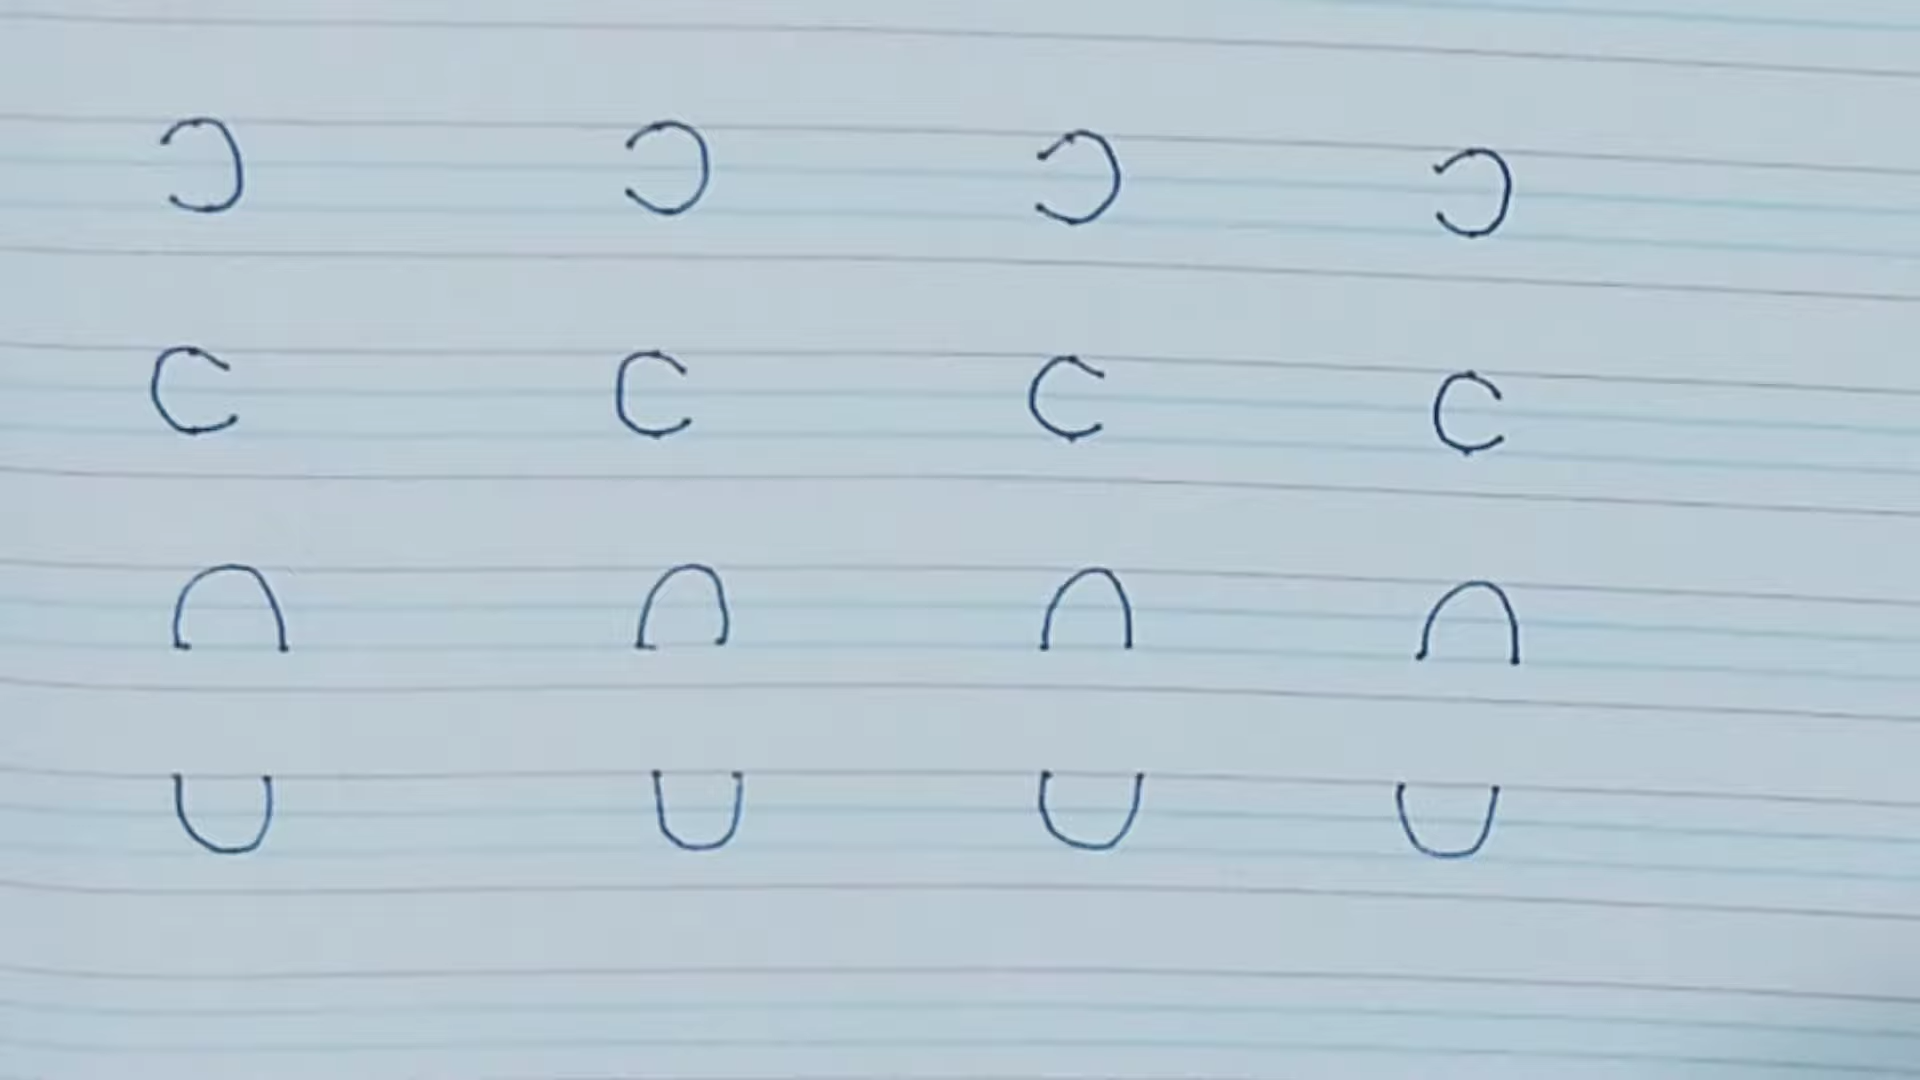 Ɔ Ɔ Ɔ Ɔ
C C C C
∩ ∩ ∩ ∩
U U U U